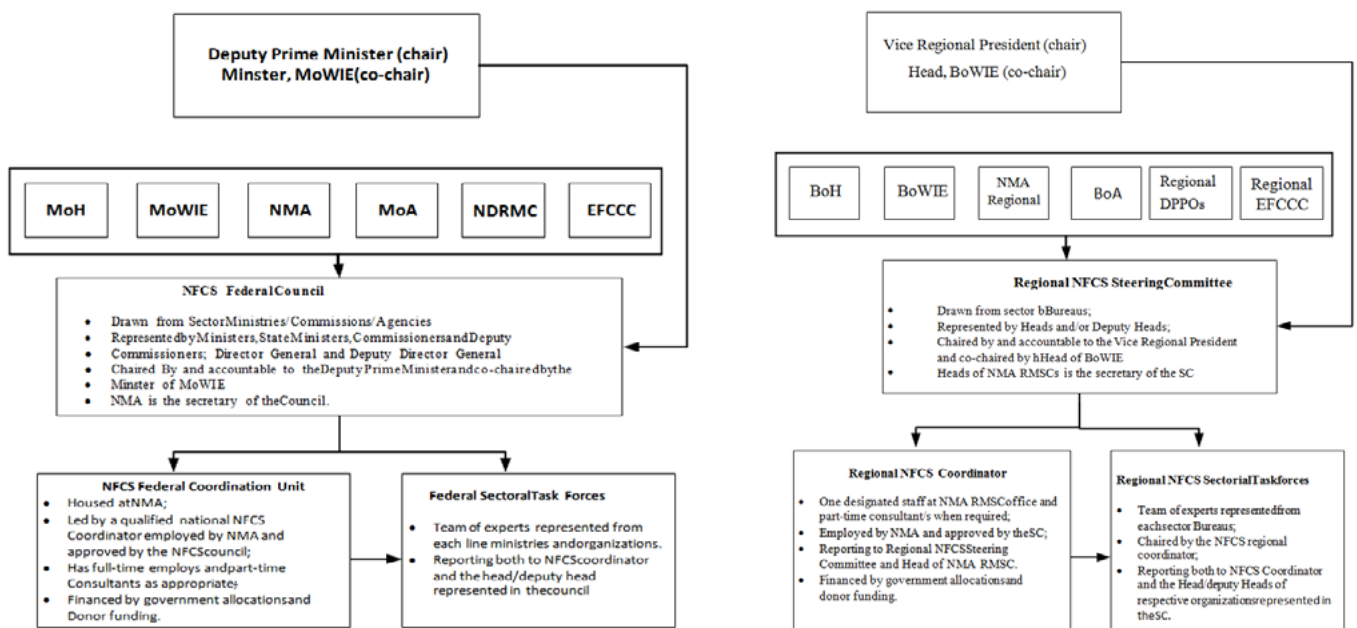 Deputy Prime Minister (chair)
Minster, MoWIE(co-chair)
MoH
MoWIE
NMA
MoA
NDRMC
EFCCC
NFCS FederalCouncil
• Drawn from SectorMinistries/Commissions/Agencies
• RepresentedbyMinisters,StateMinisters,CommissionersandDeputy
• Commissioners; Director General and Deputy Director General
• Chaired By and accountable to theDeputyPrimeMinisterandco-chairedbythe
• Minster of MoWIE
• NMA is the secretary of theCouncil.
NFCS Federal Coordination Unit
• Housed atNMA;
• Led by a qualified national NFCS
Coordinator employed by NMA and
approved by the NFCScouncil;
• Has full-time employs andpart-time
Consultants as appropriate;
• Financed by government allocationsand
Donor funding.
Federal SectoralTask Forces
• Team of experts represented from
each line ministries andorganizations.
• Reporting both to NFCScoordinator
and the head/deputy head
represented in thecouncil
Vice Regional President (chair)
Head, BoWIE (co-chair)
BoH
BoWIE
NMA
Regional
BoA
Regional
DPPOs
Regional
EFCCC
Regional NFCS SteeringCommittee
• Drawn from sector bBureaus;
• Represented by Heads and/or Deputy Heads;
• Chaired by and accountable to the Vice Regional President
and co-chaired by hHead of BoWIE
• Heads of NMA RMSCs is the secretary of the SC
Regional NFCS Coordinator
• One designated staff at NMA RMSCoffice and
part-time consultant/s when required;
• Employed by NMA and approved by theSC;
• Reporting to Regional NFCSSteering
Committee and Head of NMA RMSC.
• Financed by government allocationsand
donor funding.
Regional NFCS SectorialTaskforces
• Team of experts representedfrom
eachsector Bureaus;
• Chaired by the NFCS regional
coordinator;
• Reporting both to NFCS Coordinator
and the Head/deputy Heads of
respective organizationsrepresented in
theSC.